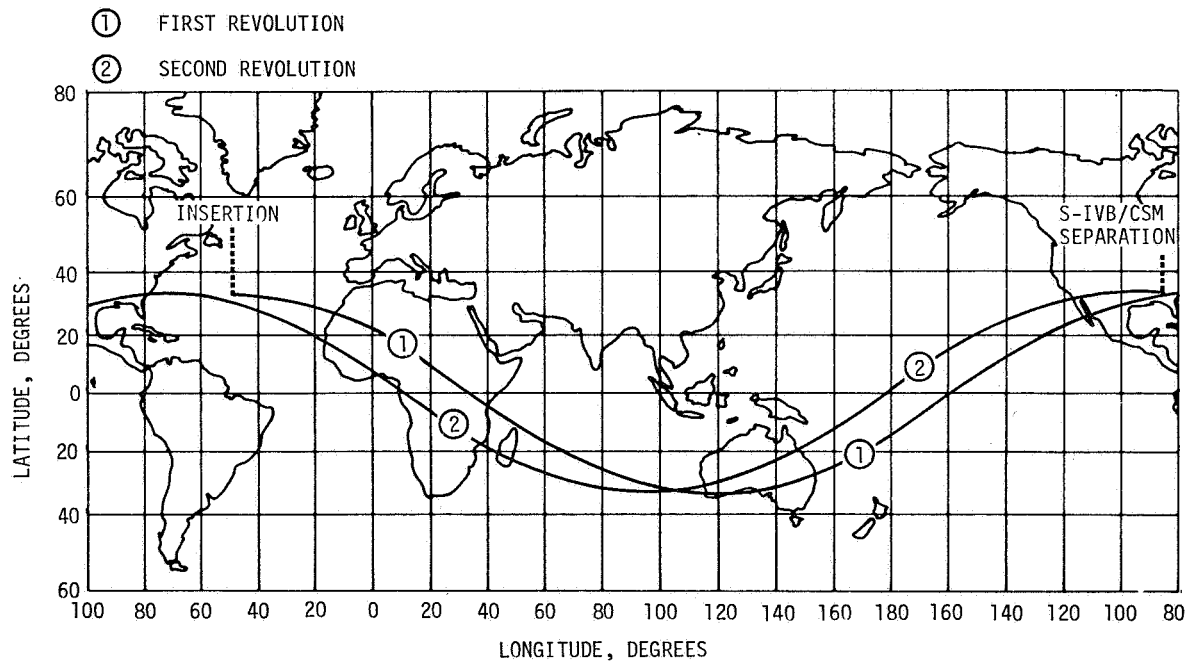 ① FIRST REVOLUTION
② SECOND REVOLUTION
80
60
40
20
0
20
40
60
LATITUDE, DEGREES
INSERTION
S-IVB/CSM
SEPARATION
①
②
②
①
100 80 60 40 20 0 20 40 60 80 100 120 140 160 180 160 140 120 100 80
LONGITUDE, DEGREES